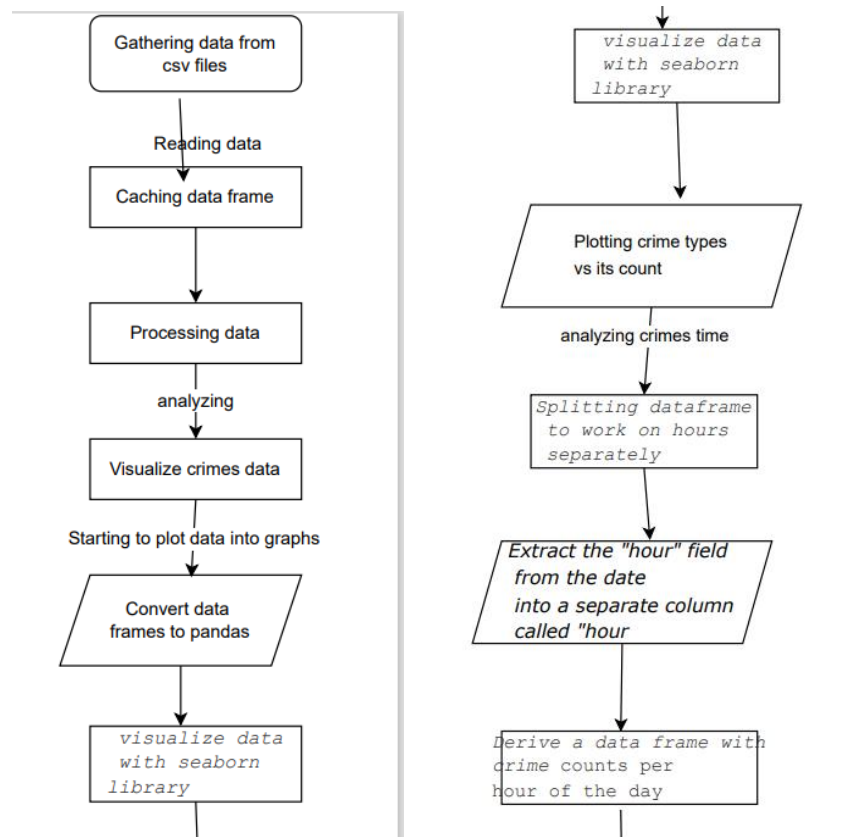 Gathering data from
csv files
Reading data
Caching data frame
Processing data
analyzing
Visualize crimes data
Starting to plot data into graphs
Convert data
frames to pandas
visualize data
with seaborn
library
visualize data
with seaborn
library
Plotting crime types
vs its count
analyzing crimes time
Splitting dataframe
to work on hours
separately
Extract the "hour" field
from the date
into a separate column
called "hour
Derive a data frame with
crime counts per
hour of the day